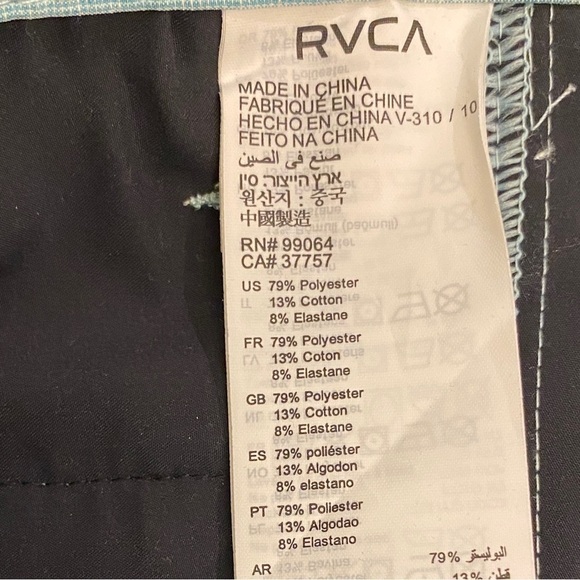 RVCA
MADE IN CHINA
FABRIQUÉ EN CHINE
HECHO EN CHINA V-310 / 10
FEITO NA CHINA
صنع في الصين
ארץ הייצור: סין
원산지 : 중국
中國製造
RN# 99064
CA# 37757
US 79% Polyester
13% Cotton
8% Elastane
FR 79% Polyester
13% Coton
8% Elastane
GB 79% Polyester
13% Cotton
8% Elastane
ES 79% poliéster
13% Algodon
8% elastano
PT 79% Poliester
13% Algodao
8% Elastano
AR 79% البوليستر
13% قطن